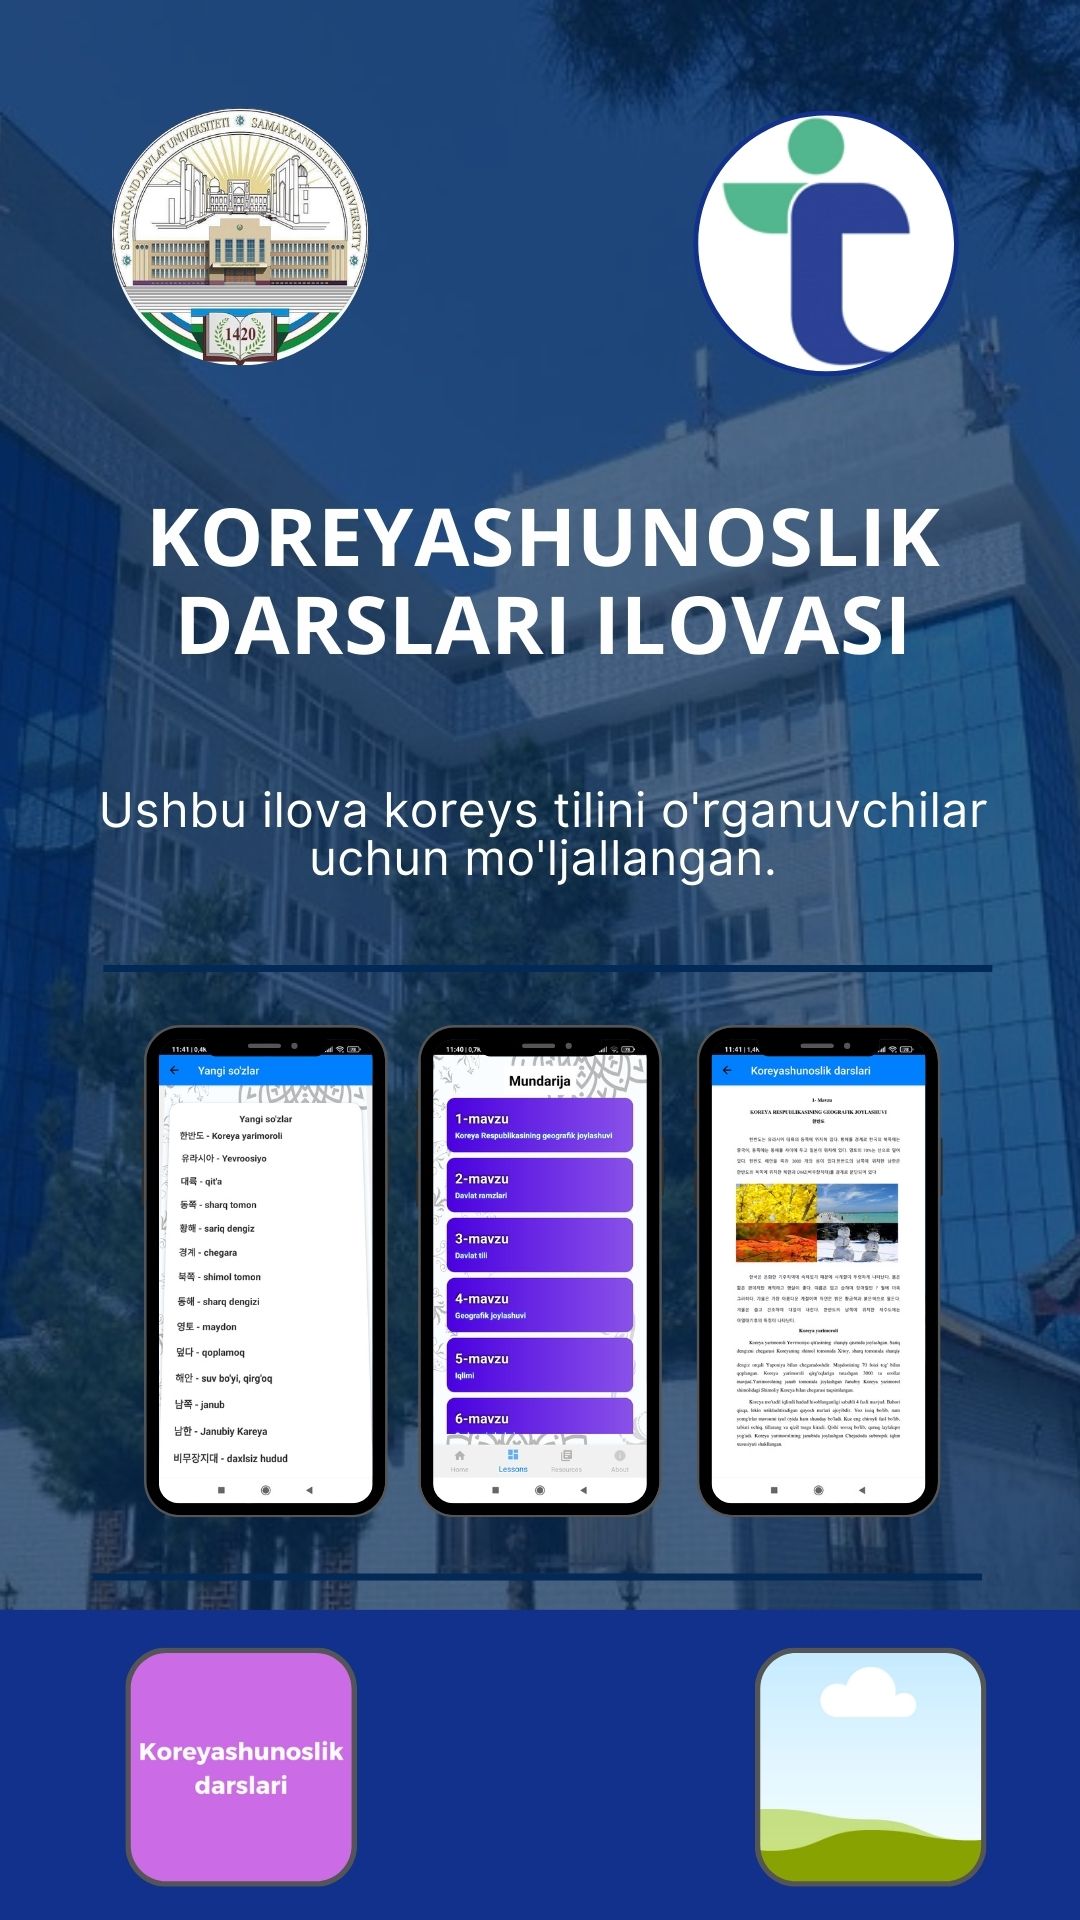 SAMARQAND DAVLAT UNIVERSITETI
SAMARKAND STATE UNIVERSITY
1420
KOREYASHUNOSLIK
DARSLARI ILOVASI
Ushbu ilova koreys tilini o'rganuvchilar
uchun mo'ljallangan.
11:41 | 0,4k
Yangi so'zlar
Yangi so'zlar
한반도 - Koreya yarimoroli
유라시아 - Yevroosiyo
대륙 - qit'a
동쪽 - sharq tomon
황해 - sariq dengiz
경계 - chegara
북쪽 - shimol tomon
동해 - sharq dengizi
영토 - maydon
덮다 - qoplamoq
해안 - suv bo'yi, qirg'oq
남쪽 - janub
남한 - Janubiy Kareya
비무장지대 - daxlsiz hudud
11:40 | 0,7k
Mundarija
1-mavzu
Koreya Respublikasining geografik joylashuvi
2-mavzu
Davlat ramzlari
3-mavzu
Davlat tili
4-mavzu
Geografik joylashuvi
5-mavzu
Iqlimi
6-mavzu
Home
Lessons
Resources
About
11:41 | 1,4k
Koreyashunoslik darslari
1- Mavzu
KOREYA RESPUBLIKASINING GEOGRAFIK JOYLASHUVI
한반도
Koreya yarimoroli
Koreyashunoslik
darslari